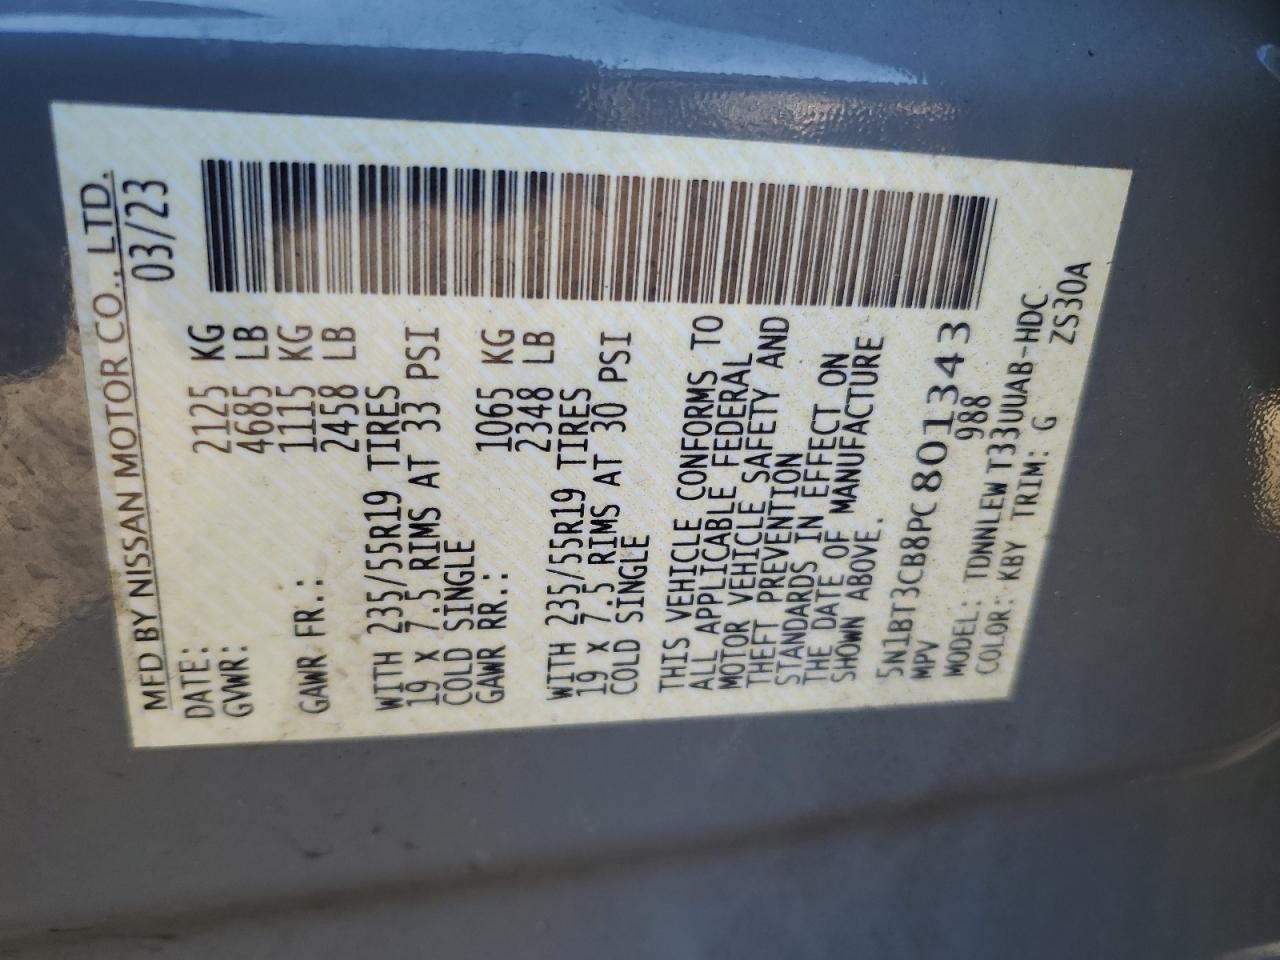 MFD BY NISSAN MOTOR CO., LTD.
DATE: 03/23
GVWR: 2125 KG
4685 LB
GAWR FR.: 1115 KG
2458 LB
WITH 235/55R19 TIRES
19 X 7.5 RIMS AT 33 PSI
COLD SINGLE
GAWR RR.: 1065 KG
2348 LB
WITH 235/55R19 TIRES
19 X 7.5 RIMS AT 30 PSI
COLD SINGLE
THIS VEHICLE CONFORMS TO
ALL APPLICABLE FEDERAL
MOTOR VEHICLE SAFETY AND
THEFT PREVENTION
STANDARDS IN EFFECT ON
THE DATE OF MANUFACTURE
SHOWN ABOVE.
5N1BT3CB8PC801343
MPV 988
MODEL: TDNNLEW T33UUAB-HDC
COLOR: KBY TRIM: G ZS30A